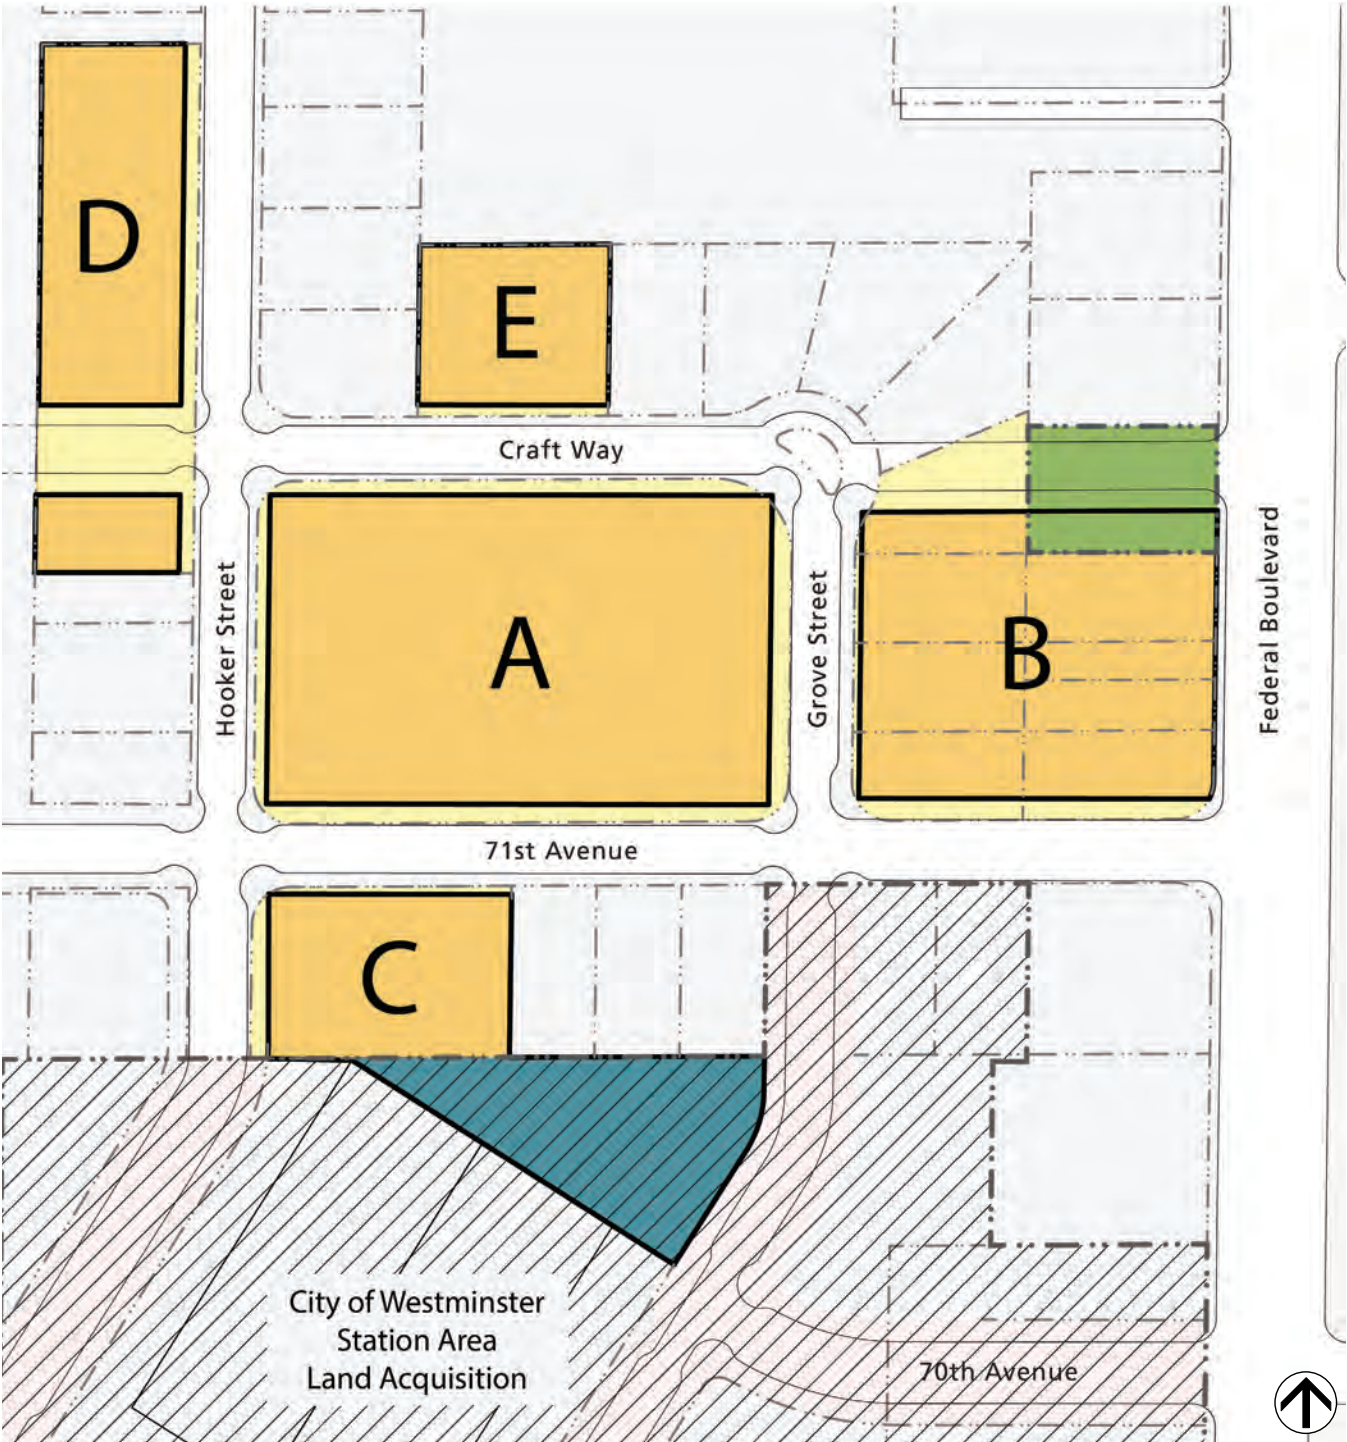 D
E
Craft Way
Hooker Street
A
Grove Street
B
Federal Boulevard
71st Avenue
C
City of Westminster
Station Area
Land Acquisition
70th Avenue